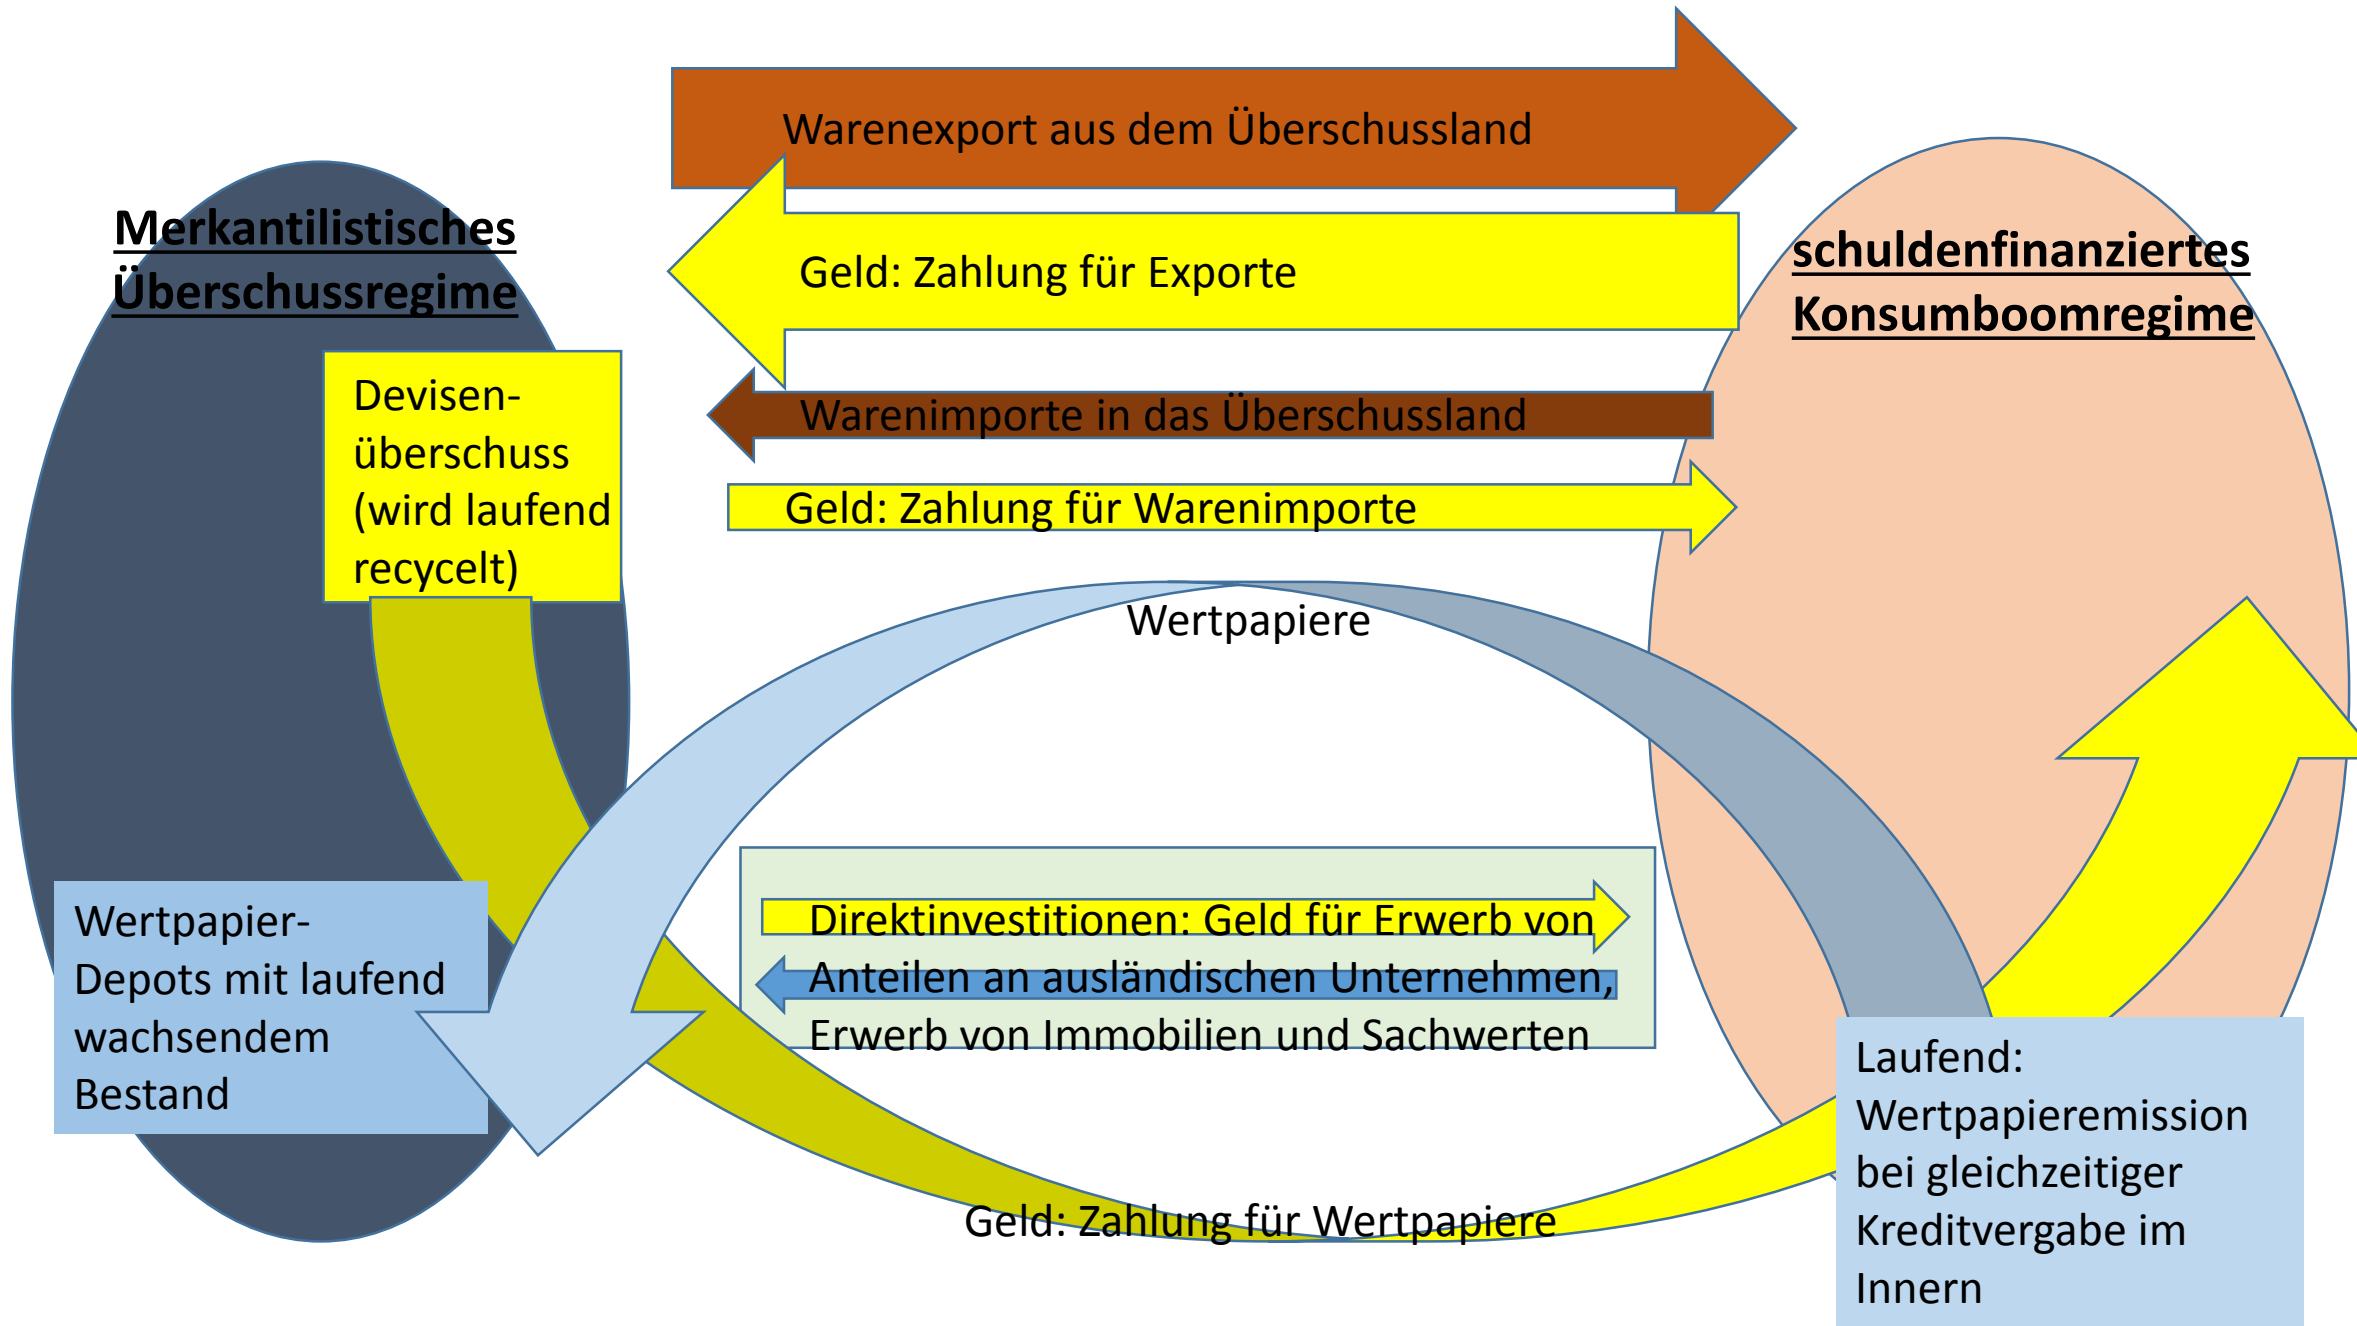 Warenexport aus dem Überschussland
Merkantilistisches
Überschussregime
Geld: Zahlung für Exporte
schuldenfinanziertes
Konsumboomregime
Devisen-
überschuss
(wird laufend
recycelt)
Warenimporte in das Überschussland
Geld: Zahlung für Warenimporte
Wertpapiere
Wertpapier-
Depots mit laufend
wachsendem
Bestand
Direktinvestitionen: Geld für Erwerb von
Anteilen an ausländischen Unternehmen,
Erwerb von Immobilien und Sachwerten
Laufend:
Wertpapieremission
bei gleichzeitiger
Kreditvergabe im
Innern
Geld: Zahlung für Wertpapiere